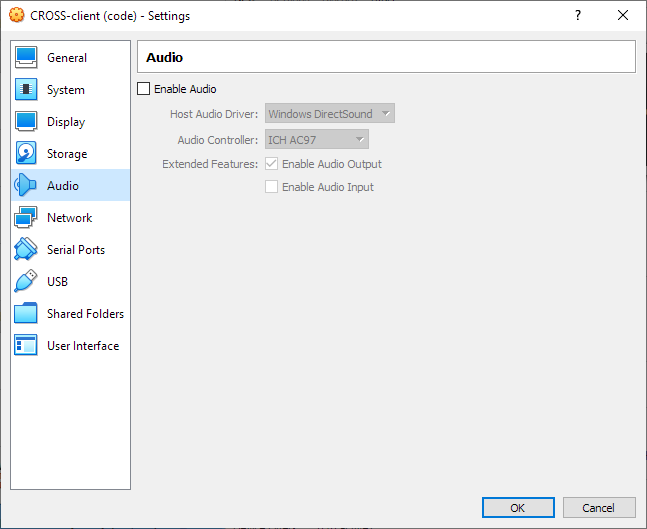 CROSS-client (code) - Settings
General
System
Display
Storage
Audio
Network
Serial Ports
USB
Shared Folders
User Interface
Audio
Enable Audio
Host Audio Driver: Windows DirectSound
Audio Controller: ICH AC97
Extended Features: Enable Audio Output
Enable Audio Input
OK Cancel